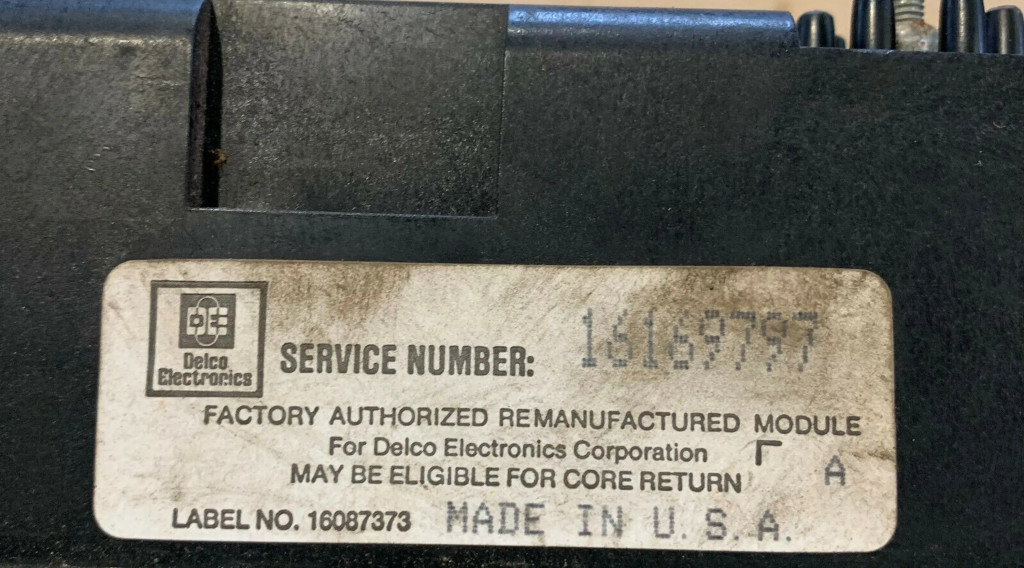 DE
Delco
Electronics
SERVICE NUMBER: 16169797
FACTORY AUTHORIZED REMANUFACTURED MODULE
For Delco Electronics Corporation
A
MAY BE ELIGIBLE FOR CORE RETURN
LABEL NO. 16087373 MADE IN U.S.A.